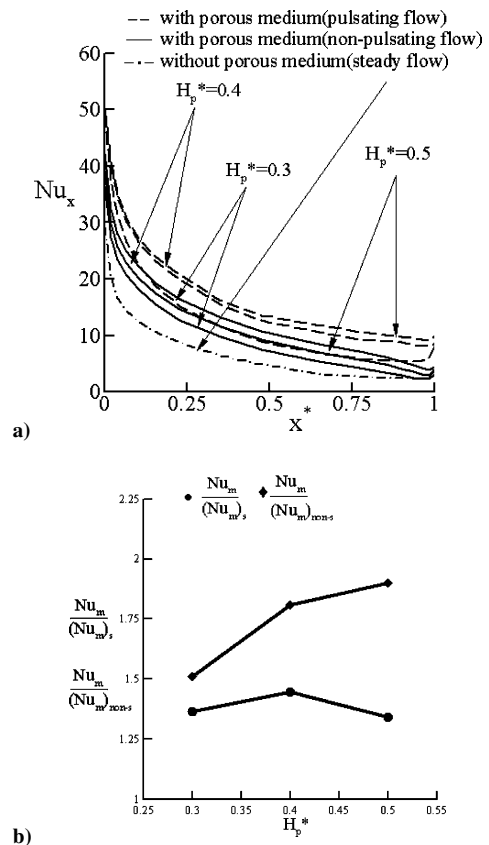 with porous medium(pulsating flow)
with porous medium(non-pulsating flow)
without porous medium(steady flow)
60
50
40
30
20
10
0
Nuₓ
Hₚ*=0.4
Hₚ*=0.3
Hₚ*=0.5
0
0.25
0.5
0.75
1
x*
a)
Nuₘ
(Nuₘ)ₛ
Nuₘ
(Nuₘ)ₙₒₙ₋ₛ
2.25
2
1.75
1.5
1.25
1
Nuₘ
(Nuₘ)ₛ
Nuₘ
(Nuₘ)ₙₒₙ₋ₛ
0.25
0.3
0.35
0.4
0.45
0.5
0.55
Hₚ*
b)